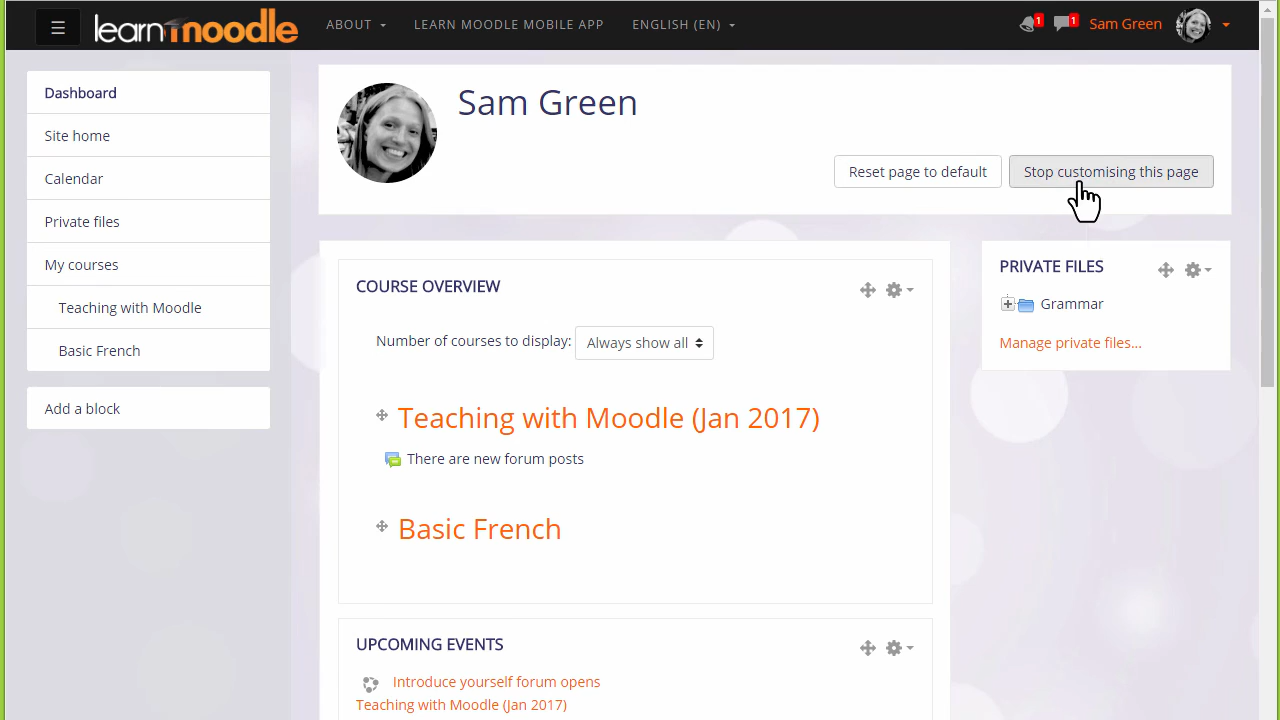 learn moodle
ABOUT
LEARN MOODLE MOBILE APP
ENGLISH (EN)
1
1
Sam Green
Dashboard
Site home
Calendar
Private files
My courses
Teaching with Moodle
Basic French
Add a block
Sam Green
Reset page to default
Stop customising this page
COURSE OVERVIEW
Number of courses to display:
Always show all
Teaching with Moodle (Jan 2017)
There are new forum posts
Basic French
UPCOMING EVENTS
Introduce yourself forum opens
Teaching with Moodle (Jan 2017)
PRIVATE FILES
Grammar
Manage private files...